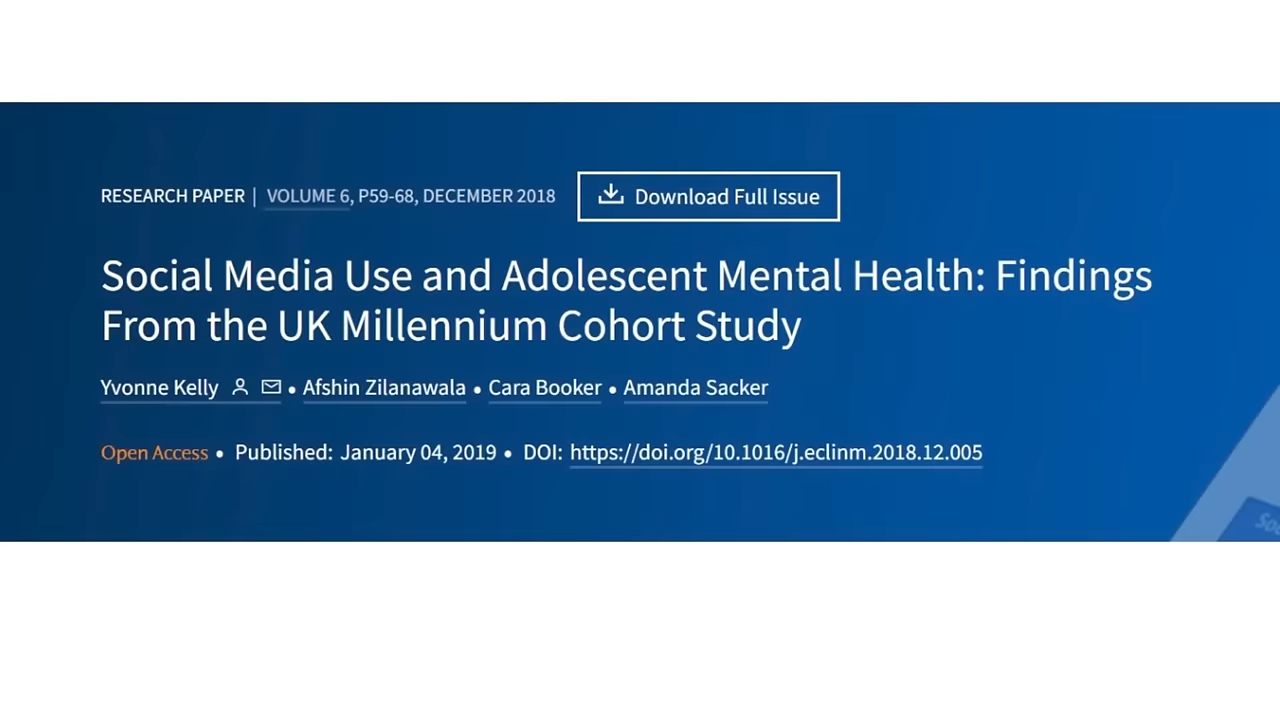 RESEARCH PAPER | VOLUME 6, P59-68, DECEMBER 2018 Download Full Issue
Social Media Use and Adolescent Mental Health: Findings
From the UK Millennium Cohort Study
Yvonne Kelly • Afshin Zilanawala • Cara Booker • Amanda Sacker
Open Access • Published: January 04, 2019 • DOI: https://doi.org/10.1016/j.eclinm.2018.12.005